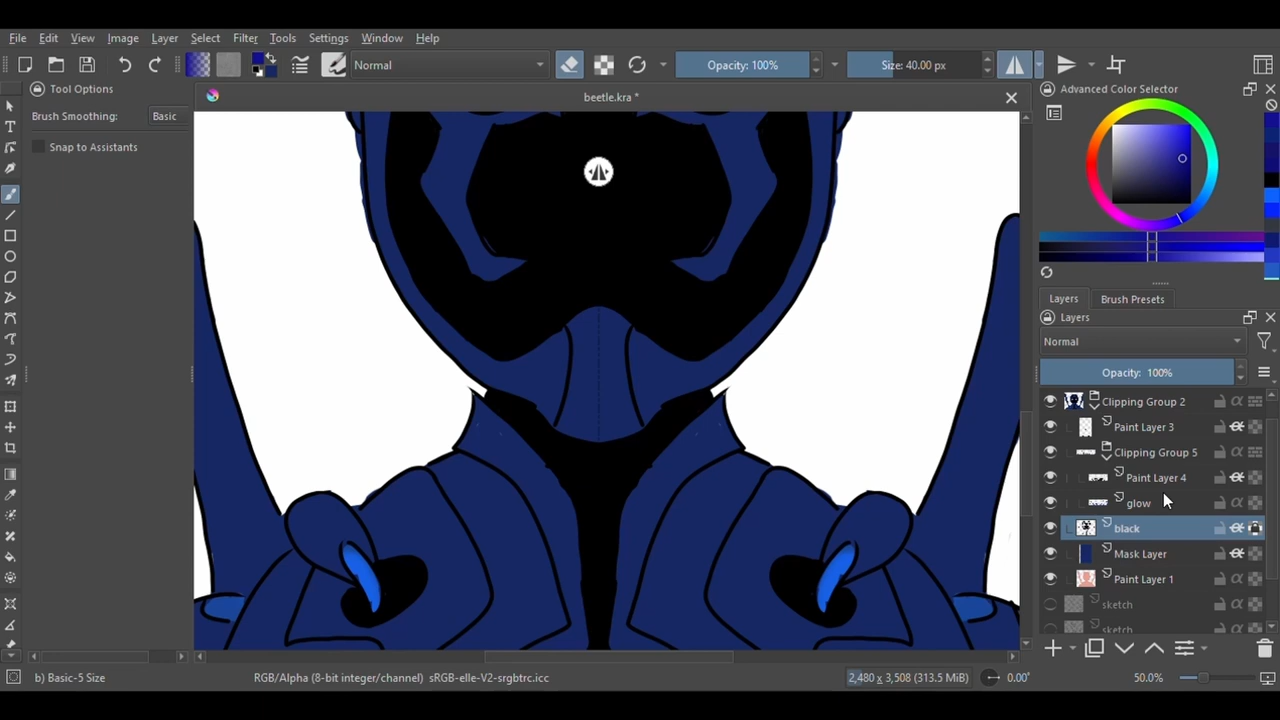 File Edit View Image Layer Select Filter Tools Settings Window Help
Normal Opacity: 100% Size: 40.00 px
Tool Options
Brush Smoothing: Basic
Snap to Assistants
beetle.kra *
Advanced Color Selector
Layers Brush Presets
Layers
Normal
Opacity: 100%
Clipping Group 2
Paint Layer 3
Clipping Group 5
Paint Layer 4
glow
black
Mask Layer
Paint Layer 1
sketch
sketch
b) Basic-5 Size RGB/Alpha (8-bit integer/channel) sRGB-elle-V2-srgbtrc.icc 2,480 x 3,508 (313.5 MiB) 0.00° 50.0%